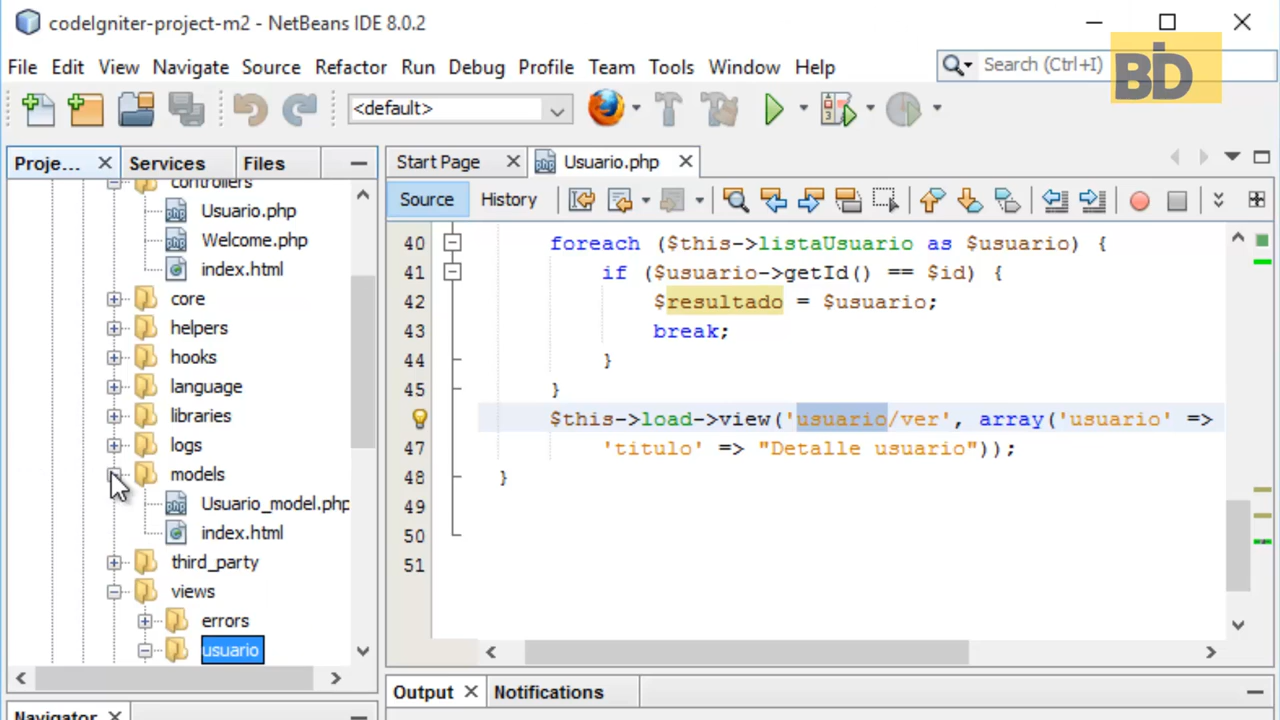 codeIgniter-project-m2 - NetBeans IDE 8.0.2
File Edit View Navigate Source Refactor Run Debug Profile Team Tools Window Help
Search (Ctrl+I)
BD
<default>
Proje... Services Files
Start Page Usuario.php
Source History
controllers
Usuario.php
Welcome.php
index.html
core
helpers
hooks
language
libraries
logs
models
Usuario_model.php
index.html
third_party
views
errors
usuario
40 foreach ($this->listaUsuario as $usuario) {
41 if ($usuario->getId() == $id) {
42 $resultado = $usuario;
43 break;
44 }
45 }
$this->load->view('usuario/ver', array('usuario' =>
47 'titulo' => "Detalle usuario"));
48 }
49
50
51
Output Notifications
Navigator